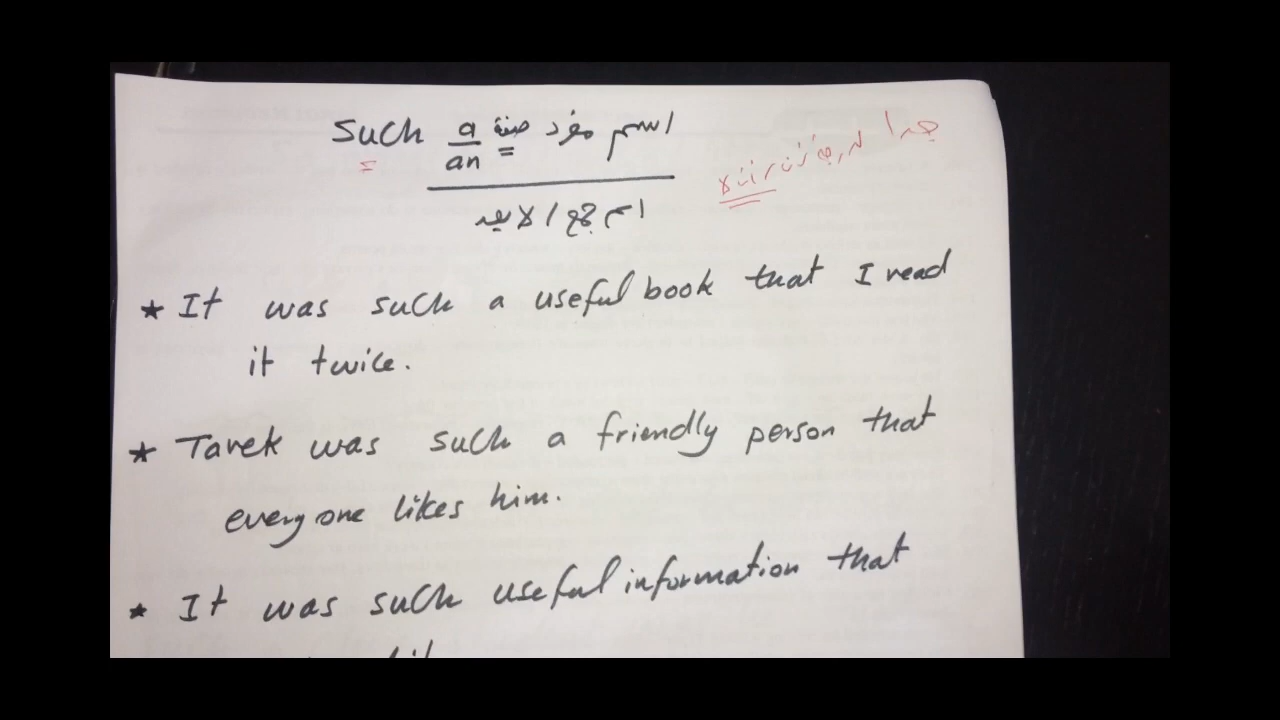 Such a صفة اسم مفرد
an
اسم جمع / لا يعد
جدا لدرجة أن
★ It was such a useful book that I read
it twice.
★ Tarek was such a friendly person that
everyone likes him.
★ It was such useful information that